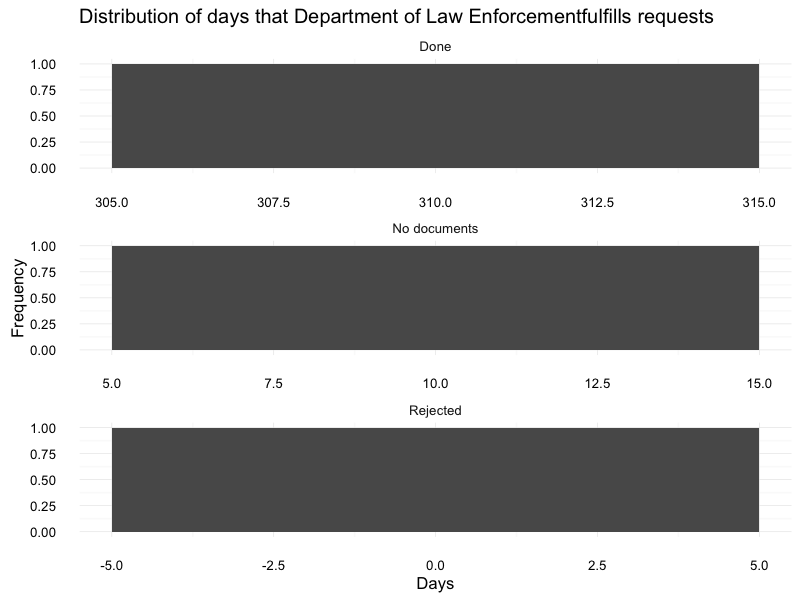 Distribution of days that Department of Law Enforcementfulfills requests
Done
1.00
0.75
0.50
0.25
0.00
305.0 307.5 310.0 312.5 315.0
No documents
1.00
0.75
0.50
0.25
0.00
5.0 7.5 10.0 12.5 15.0
Frequency
Rejected
1.00
0.75
0.50
0.25
0.00
-5.0 -2.5 0.0 2.5 5.0
Days